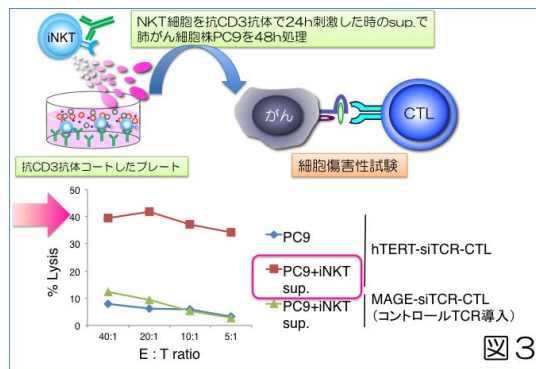 iNKT
NKT細胞を抗CD3抗体で24h刺激した時のsup.で
肺がん細胞株PC9を48h処理
がん
CTL
抗CD3抗体コートしたプレート
細胞傷害性試験
50
40
30
20
10
0
% Lysis
40:1
20:1
10:1
5:1
E : T ratio
PC9
PC9+iNKT
sup.
PC9+iNKT
sup.
hTERT-siTCR-CTL
MAGE-siTCR-CTL
(コントロールTCR導入)
図3